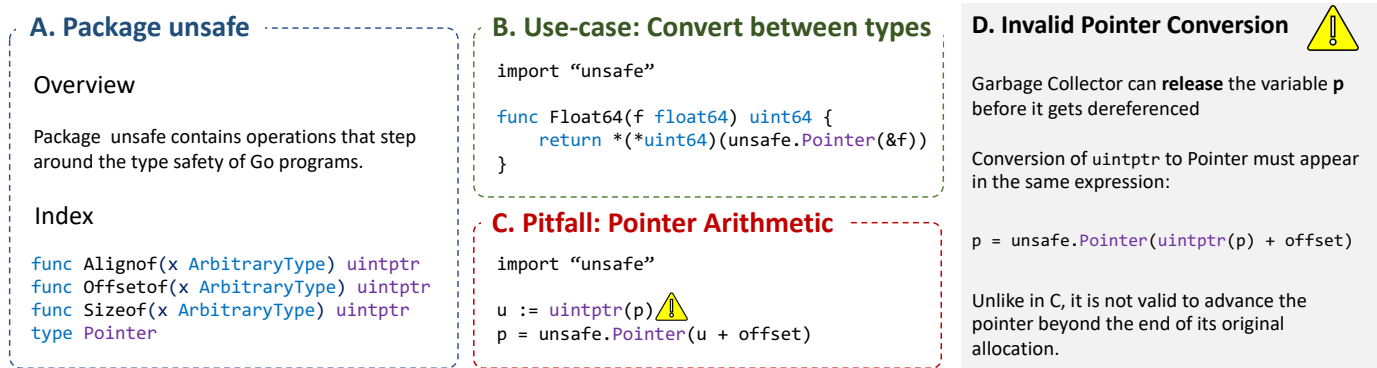 A. Package unsafe
Overview
Package unsafe contains operations that step
around the type safety of Go programs.
Index
func Alignof(x ArbitraryType) uintptr
func Offsetof(x ArbitraryType) uintptr
func Sizeof(x ArbitraryType) uintptr
type Pointer
B. Use-case: Convert between types
import “unsafe”
func Float64(f float64) uint64 {
    return *(*uint64)(unsafe.Pointer(&f))
}
C. Pitfall: Pointer Arithmetic
import “unsafe”
u := uintptr(p)
p = unsafe.Pointer(u + offset)
D. Invalid Pointer Conversion
Garbage Collector can release the variable p
before it gets dereferenced
Conversion of uintptr to Pointer must appear
in the same expression:
p = unsafe.Pointer(uintptr(p) + offset)
Unlike in C, it is not valid to advance the
pointer beyond the end of its original
allocation.